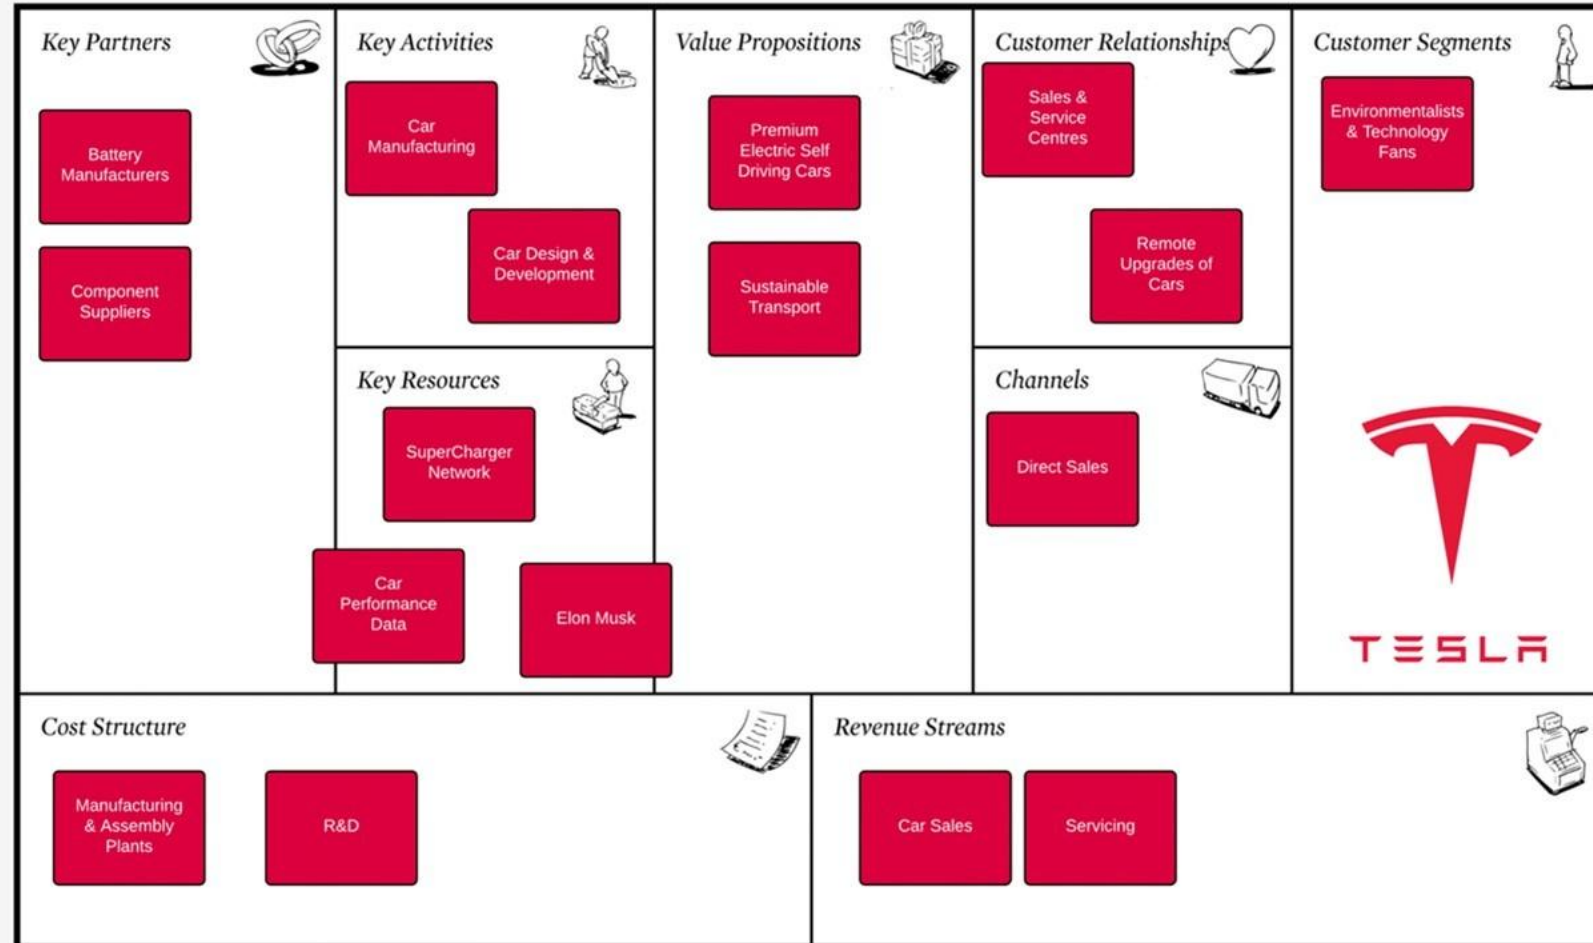 Key Partners
Battery
Manufacturers
Component
Suppliers
Key Activities
Car
Manufacturing
Car Design &
Development
Key Resources
SuperCharger
Network
Car
Performance
Data
Elon Musk
Value Propositions
Premium
Electric Self
Driving Cars
Sustainable
Transport
Customer Relationships
Sales &
Service
Centres
Remote
Upgrades of
Cars
Channels
Direct Sales
Customer Segments
Environmentalists
& Technology
Fans
TESLA
Cost Structure
Manufacturing
& Assembly
Plants
R&D
Revenue Streams
Car Sales
Servicing